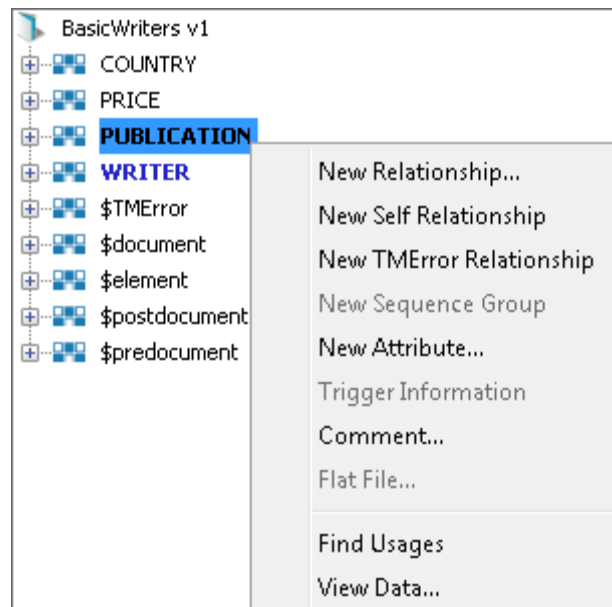 BasicWriters v1
COUNTRY
PRICE
PUBLICATION
WRITER
$TMError
$document
$element
$postdocument
$predocument
New Relationship...
New Self Relationship
New TMError Relationship
New Sequence Group
New Attribute...
Trigger Information
Comment...
Flat File...
Find Usages
View Data...